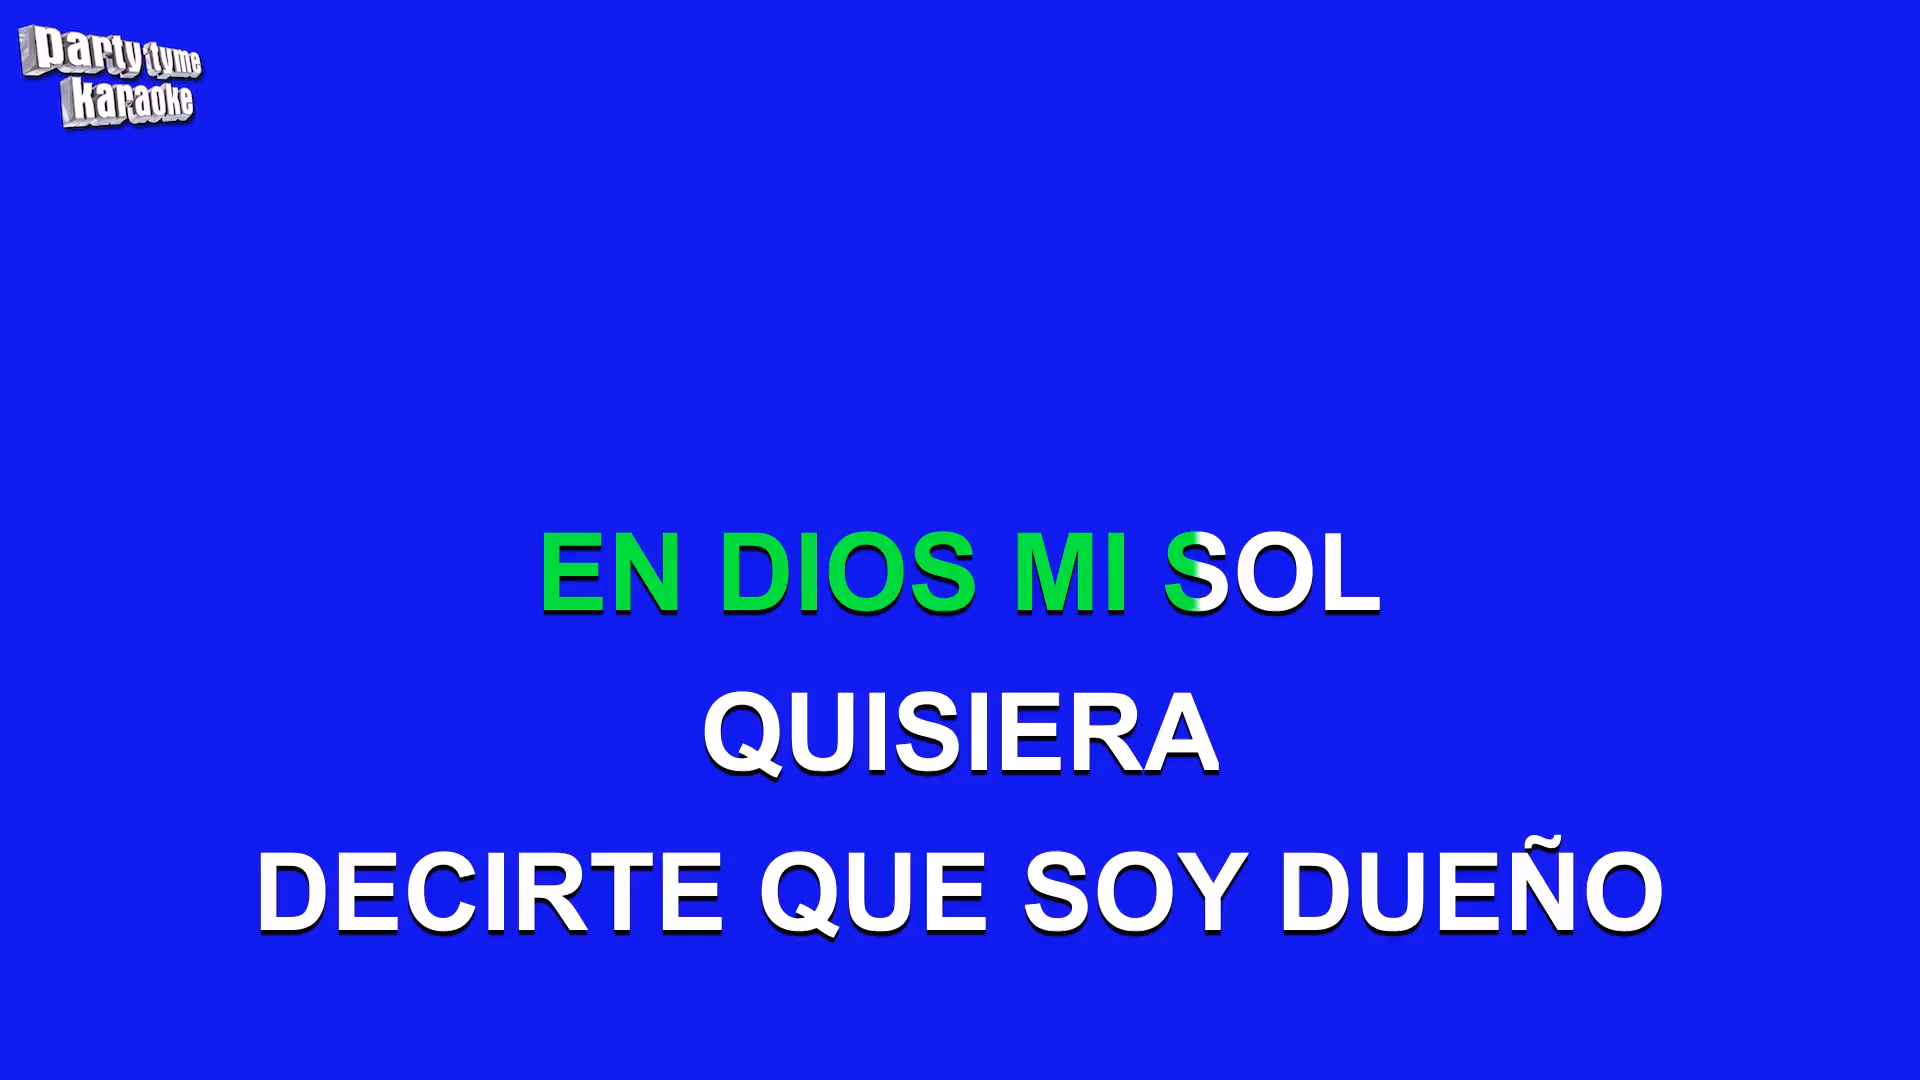 party tyme
karaoke
EN DIOS MI SOL
QUISIERA
DECIRTE QUE SOY DUEÑO